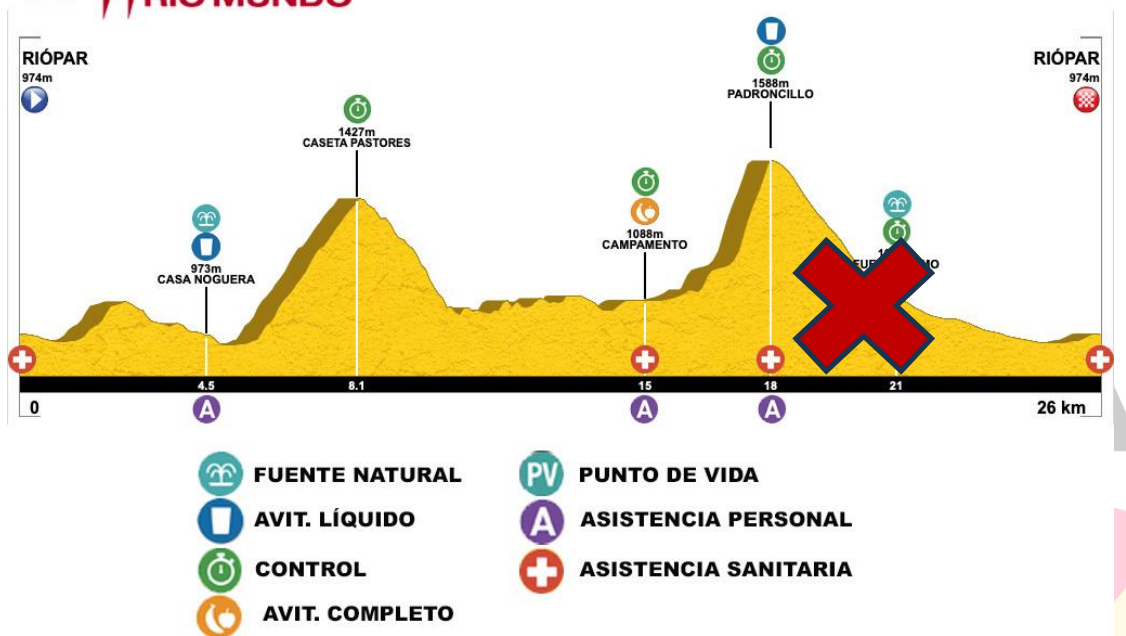 RÍO MUNDO
RIÓPAR
974m
973m
CASA NOGUERA
1427m
CASETA PASTORES
1088m
CAMPAMENTO
1588m
PADRONCILLO
RIÓPAR
974m
4.5
8.1
15
18
21
A
A
A
0
26 km
FUENTE NATURAL
PV PUNTO DE VIDA
AVIT. LÍQUIDO
A ASISTENCIA PERSONAL
CONTROL
ASISTENCIA SANITARIA
AVIT. COMPLETO